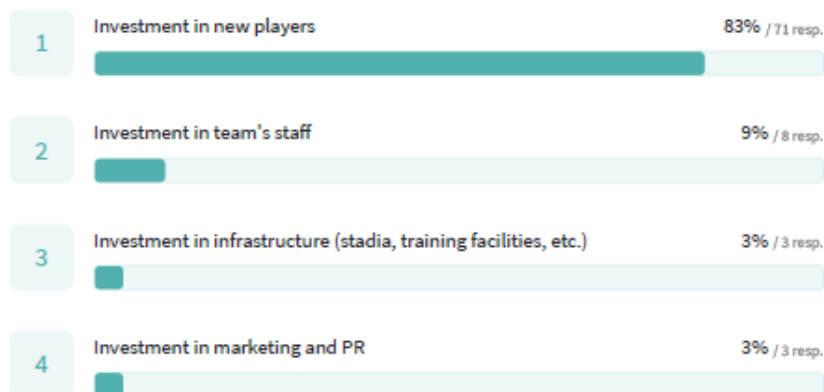 1
Investment in new players 83% / 71 resp.
2
Investment in team's staff 9% / 8 resp.
3
Investment in infrastructure (stadia, training facilities, etc.) 3% / 3 resp.
4
Investment in marketing and PR 3% / 3 resp.